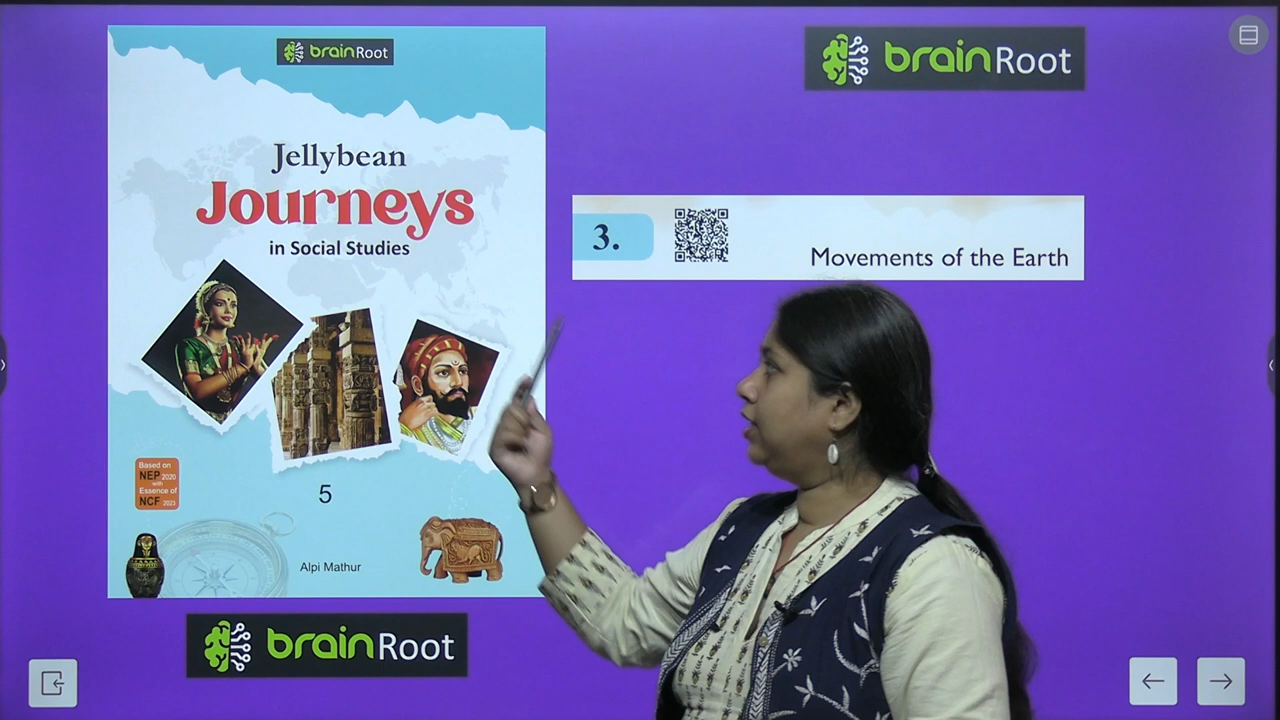 brainRoot
Jellybean
Journeys
in Social Studies
Based on
NEP 2020
with
Essence of
NCF 2023
5
Alpi Mathur
brainRoot
brainRoot
3.
Movements of the Earth